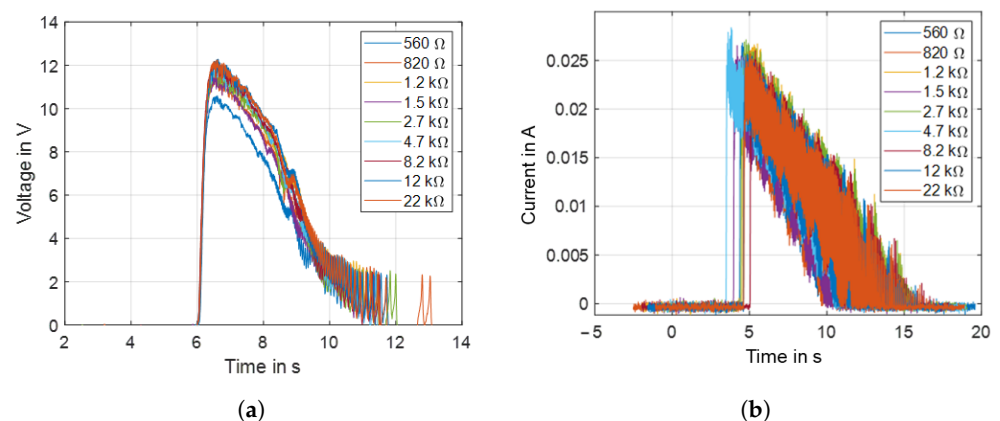 14
12
10
8
6
4
2
0
Voltage in V
2 4 6 8 10 12 14
Time in s
560 Ω
820 Ω
1.2 kΩ
1.5 kΩ
2.7 kΩ
4.7 kΩ
8.2 kΩ
12 kΩ
22 kΩ
(a)
0.025
0.02
0.015
0.01
0.005
0
Current in A
−5 0 5 10 15 20
Time in s
560 Ω
820 Ω
1.2 kΩ
1.5 kΩ
2.7 kΩ
4.7 kΩ
8.2 kΩ
12 kΩ
22 kΩ
(b)